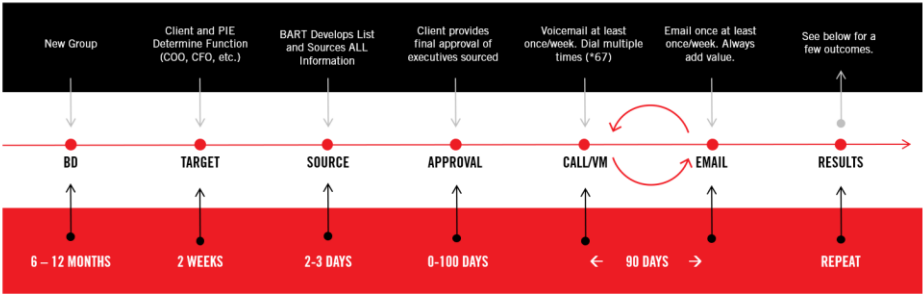 New Group
Client and PIE
Determine Function
(COO, CFO, etc.)
BART Develops List
and Sources ALL
Information
Client provides
final approval of
executives sourced
Voicemail at least
once/week. Dial multiple
times (*67)
Email once at least
once/week. Always
add value.
See below for a
few outcomes.
BD
TARGET
SOURCE
APPROVAL
CALL/VM
EMAIL
RESULTS
6 – 12 MONTHS
2 WEEKS
2-3 DAYS
0-100 DAYS
← 90 DAYS →
REPEAT